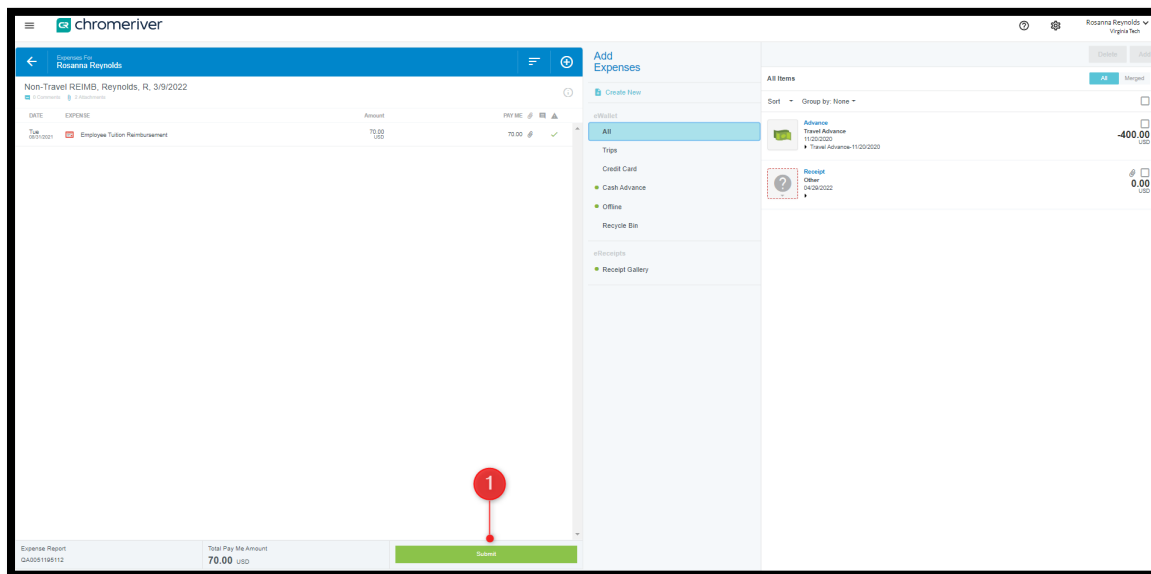 chromeriver
Rosanna Reynolds
Virginia Tech
Expenses For
Rosanna Reynolds
Non-Travel REIMB, Reynolds, R, 3/9/2022
0 Comments
Attachments
DATE EXPENSE Amount PAY ME
Tue
08/31/2021
Employee Tuition Reimbursement
70.00
USD
70.00
1
Expense Report
QA0051195112
Total Pay Me Amount
70.00 USD
Submit
Add
Expenses
Create New
eWallet
All
Trips
Credit Card
Cash Advance
Offline
Recycle Bin
eReceipts
Receipt Gallery
Delete Add
All Items
All Merged
Sort Group by: None
Advance
Travel Advance
11/20/2020
Travel Advance-11/20/2020
-400.00
USD
Receipt
Other
04/29/2022
0.00
USD